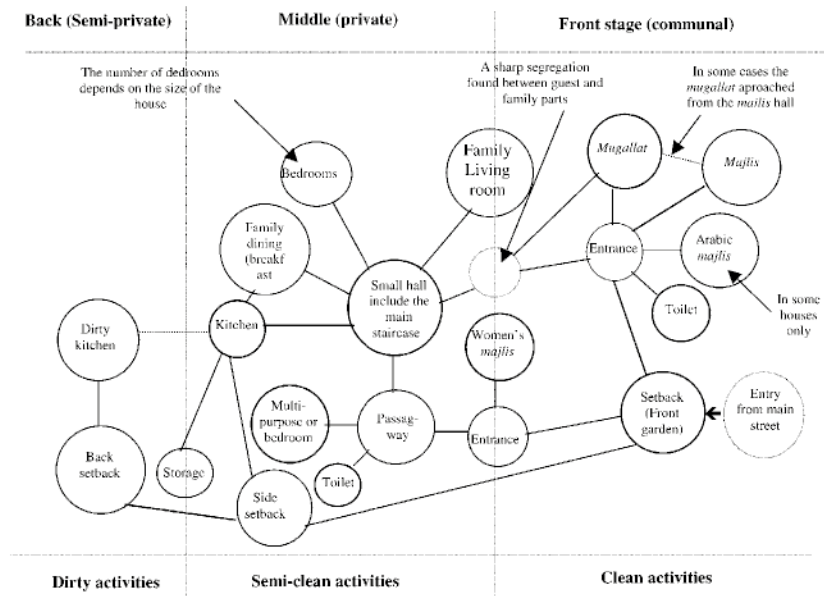 Back (Semi-private)
Middle (private)
Front stage (communal)
The number of dedrooms
depends on the size of the
house
A sharp segregation
found between guest and
family parts
In some cases the
mugallat aproached
from the mailis hall
Bedrooms
Family
Living
room
Mugallat
Majlis
Family
dining
(breakf
ast
Small hall
include the
main
staircase
Entrance
Arabic
majlis
Toilet
In some
houses
only
Dirty
kitchen
Kitchen
Women's
majlis
Multi-
purpose or
bedroom
Passag-
way
Entrance
Setback
(Front
garden)
Entry
from main
street
Back
setback
Storage
Toilet
Side
setback
Dirty activities
Semi-clean activities
Clean activities